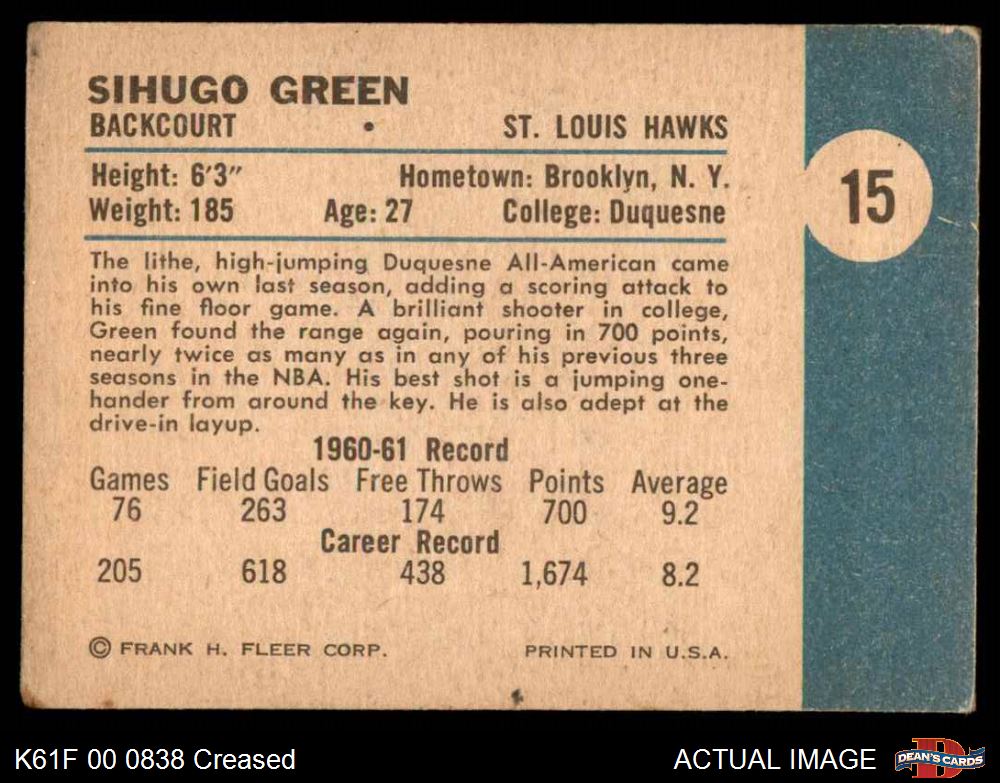 SIHUGO GREEN
BACKCOURT • ST. LOUIS HAWKS
Height: 6'3" Hometown: Brooklyn, N. Y.
Weight: 185 Age: 27 College: Duquesne
15
The lithe, high-jumping Duquesne All-American came
into his own last season, adding a scoring attack to
his fine floor game. A brilliant shooter in college,
Green found the range again, pouring in 700 points,
nearly twice as many as in any of his previous three
seasons in the NBA. His best shot is a jumping one-
hander from around the key. He is also adept at the
drive-in layup.
1960-61 Record
Games Field Goals Free Throws Points Average
76 263 174 700 9.2
Career Record
205 618 438 1,674 8.2
© FRANK H. FLEER CORP. PRINTED IN U.S.A.
K61F 00 0838 Creased ACTUAL IMAGE DEAN'S CARDS